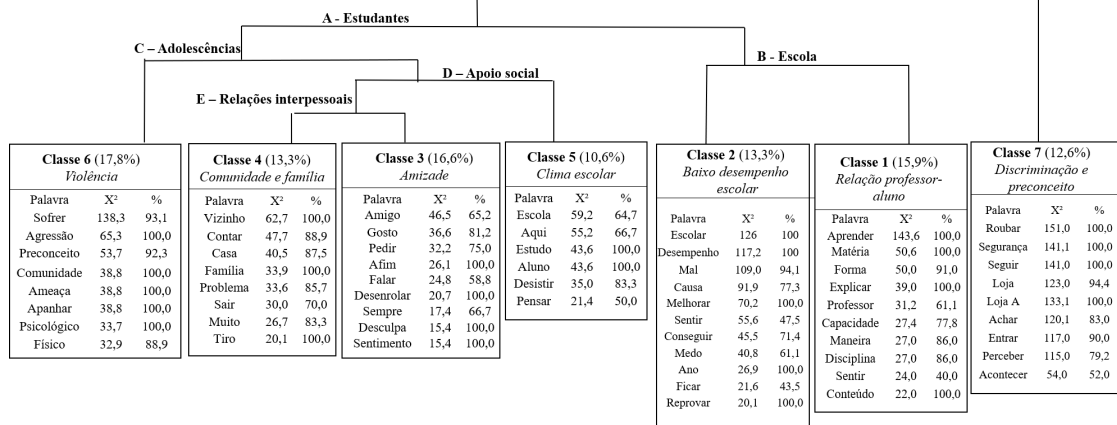 A - Estudantes
C – Adolescências
B - Escola
D – Apoio social
E – Relações interpessoais
Classe 6 (17,8%)
Violência
Palavra X² %
Sofrer 138,3 93,1
Agressão 65,3 100,0
Preconceito 53,7 92,3
Comunidade 38,8 100,0
Ameaça 38,8 100,0
Apanhar 38,8 100,0
Psicológico 33,7 100,0
Físico 32,9 88,9
Classe 4 (13,3%)
Comunidade e família
Palavra X² %
Vizinho 62,7 100,0
Contar 47,7 88,9
Casa 40,5 87,5
Família 33,9 100,0
Problema 33,6 85,7
Sair 30,0 70,0
Muito 26,7 83,3
Tiro 20,1 100,0
Classe 3 (16,6%)
Amizade
Palavra X² %
Amigo 46,5 65,2
Gosto 36,6 81,2
Pedir 32,2 75,0
Afim 26,1 100,0
Falar 24,8 58,8
Desenrolar 20,7 100,0
Sempre 17,4 66,7
Desculpa 15,4 100,0
Sentimento 15,4 100,0
Classe 5 (10,6%)
Clima escolar
Palavra X² %
Escola 59,2 64,7
Aqui 55,2 66,7
Estudo 43,6 100,0
Aluno 43,6 100,0
Desistir 35,0 83,3
Pensar 21,4 50,0
Classe 2 (13,3%)
Baixo desempenho
escolar
Palavra X² %
Escolar 126 100
Desempenho 117,2 100
Mal 109,0 94,1
Causa 91,9 77,3
Melhorar 70,2 100,0
Sentir 55,6 47,5
Conseguir 45,5 71,4
Medo 40,8 61,1
Ano 26,9 100,0
Ficar 21,6 43,5
Reprovar 20,1 100,0
Classe 1 (15,9%)
Relação professor-
aluno
Palavra X² %
Aprender 143,6 100,0
Matéria 50,6 100,0
Forma 50,0 91,0
Explicar 39,0 100,0
Professor 31,2 61,1
Capacidade 27,4 77,8
Maneira 27,0 86,0
Disciplina 27,0 86,0
Sentir 24,0 40,0
Conteúdo 22,0 100,0
Classe 7 (12,6%)
Discriminação e
preconceito
Palavra X² %
Roubar 151,0 100,0
Segurança 141,1 100,0
Seguir 141,0 100,0
Loja 123,0 94,4
Loja A 133,1 100,0
Achar 120,1 83,0
Entrar 117,0 90,0
Perceber 115,0 79,2
Acontecer 54,0 52,0